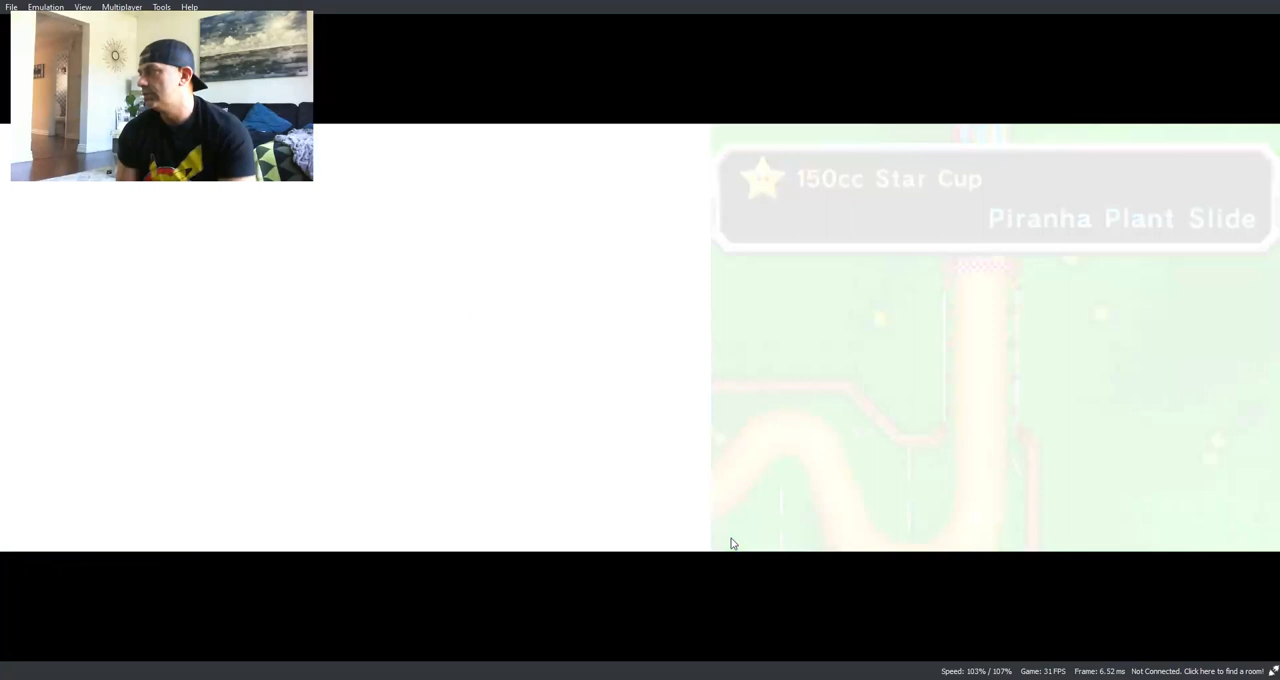 File Emulation View Multiplayer Tools Help
150cc Star Cup
Piranha Plant Slide
Speed: 103% / 107% Game: 31 FPS Frame: 6.52 ms Not Connected. Click here to find a room!